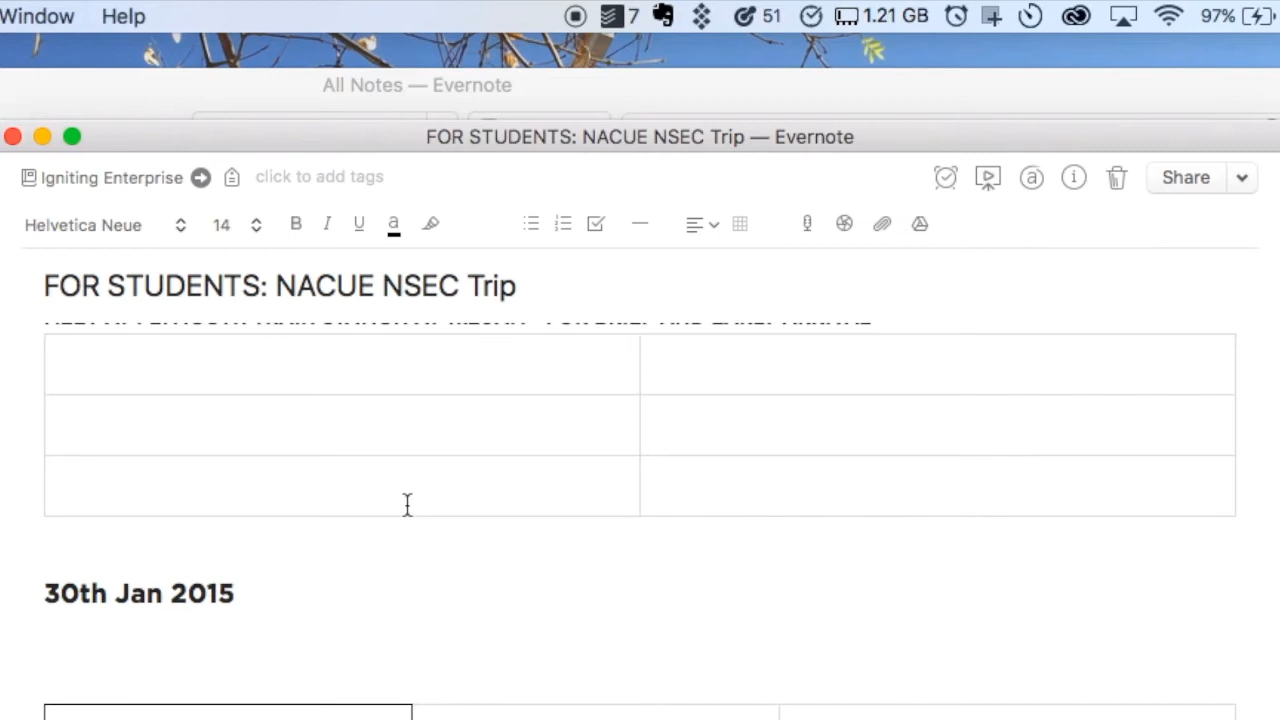 Window Help 7 51 1.21 GB 97%
All Notes — Evernote
FOR STUDENTS: NACUE NSEC Trip — Evernote
Igniting Enterprise click to add tags Share
Helvetica Neue 14 B I U a
FOR STUDENTS: NACUE NSEC Trip
30th Jan 2015